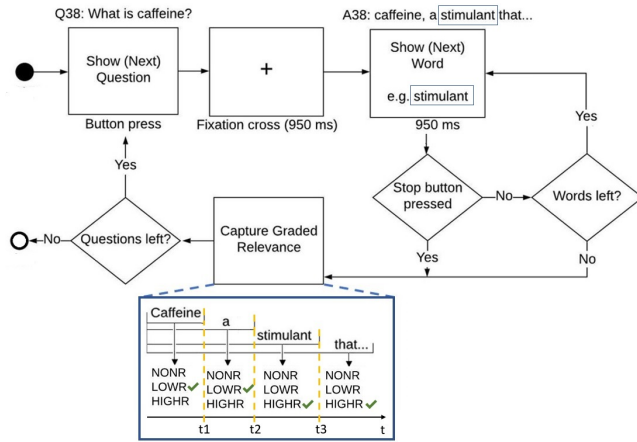 Q38: What is caffeine?
A38: caffeine, a stimulant that...
Show (Next)
Question
+
Show (Next)
Word
e.g. stimulant
Button press
Fixation cross (950 ms)
950 ms
Yes
Yes
Stop button
pressed
No
Words left?
No
Questions left?
Capture Graded
Relevance
Yes
No
Caffeine
a
stimulant
that...
NONR
LOWR
HIGHR
NONR
LOWR
HIGHR
NONR
LOWR
HIGHR
NONR
LOWR
HIGHR
t1
t2
t3
t